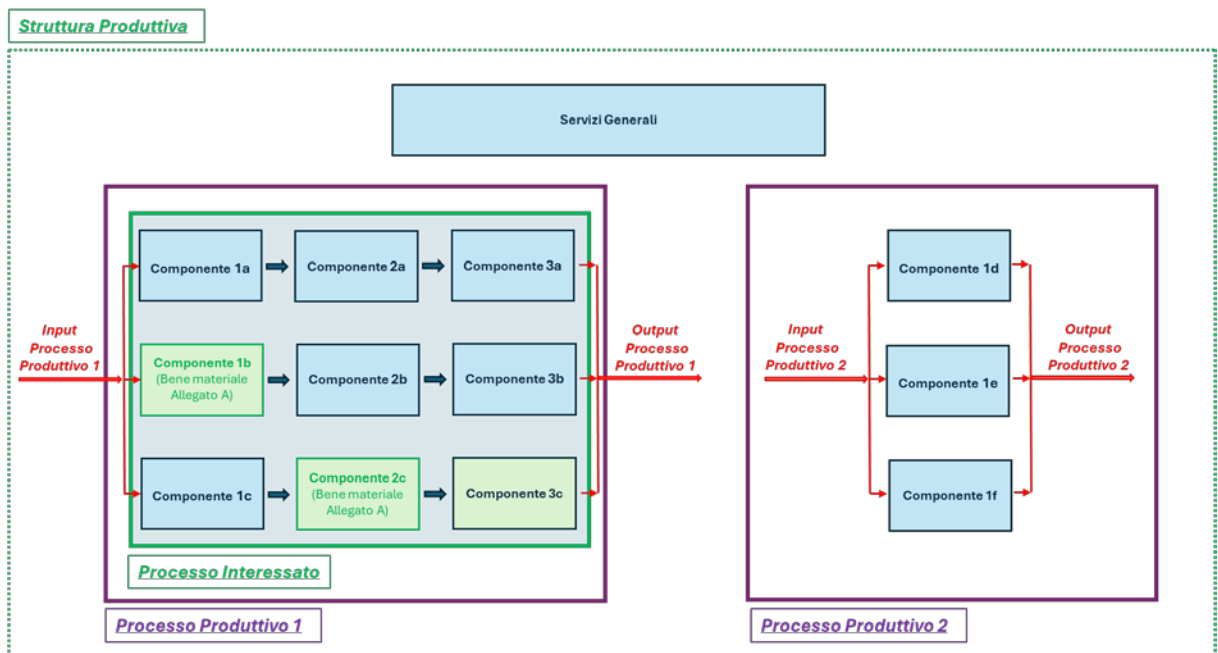 Struttura Produttiva
Servizi Generali
Componente 1a
Componente 2a
Componente 3a
Input
Processo
Produttivo 1
Componente 1b
(Bene materiale
Allegato A)
Componente 2b
Componente 3b
Output
Processo
Produttivo 1
Componente 1c
Componente 2c
(Bene materiale
Allegato A)
Componente 3c
Processo Interessato
Processo Produttivo 1
Componente 1d
Input
Processo
Produttivo 2
Componente 1e
Output
Processo
Produttivo 2
Componente 1f
Processo Produttivo 2